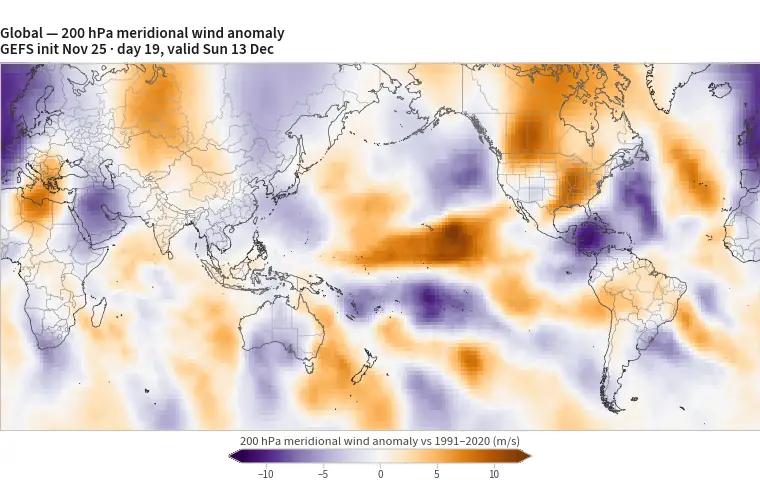 Global — 200 hPa meridional wind anomaly
GEFS init Nov 25 · day 19, valid Sun 13 Dec
200 hPa meridional wind anomaly vs 1991–2020 (m/s)
−10 −5 0 5 10